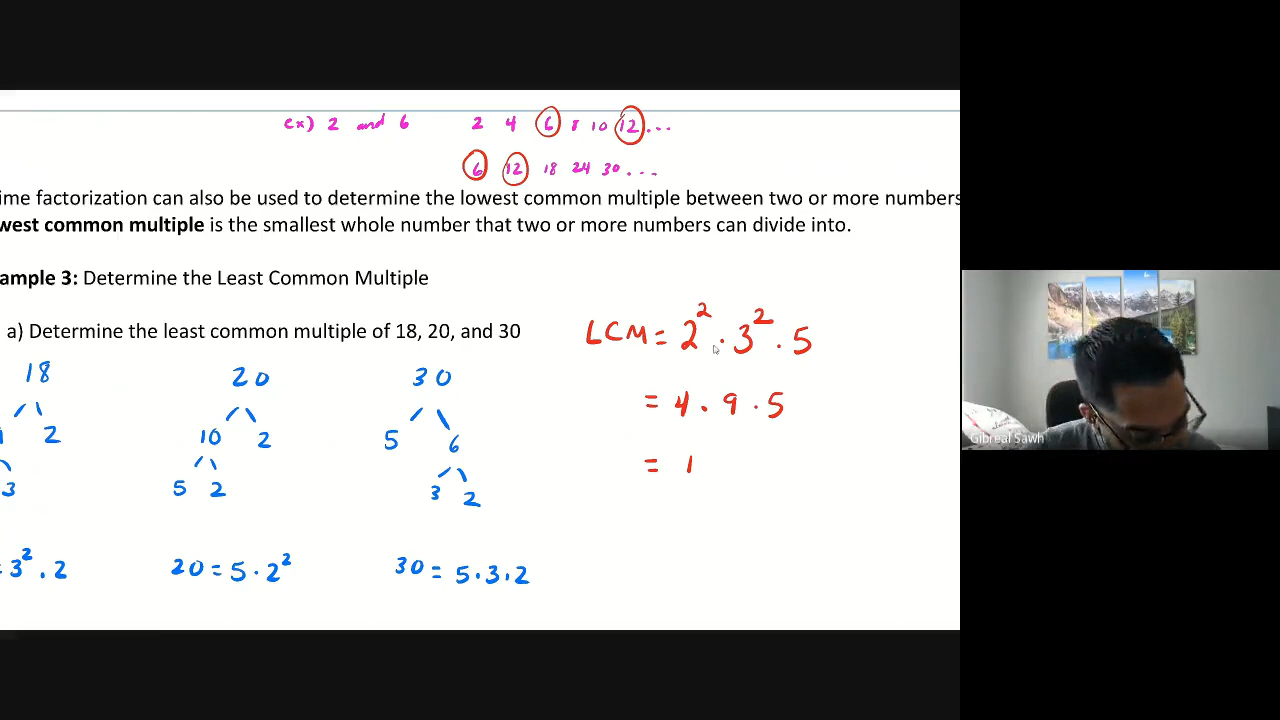 ex) 2 and 6 2 4 6 8 10 12 ...
6 12 18 24 30 ...
ime factorization can also be used to determine the lowest common multiple between two or more numbers
west common multiple is the smallest whole number that two or more numbers can divide into.
ample 3: Determine the Least Common Multiple
a) Determine the least common multiple of 18, 20, and 30
LCM = 2² · 3² · 5
18 20 30
= 4 · 9 · 5
2 10 2 5 6
= 1
3 5 2 3 2
= 3² · 2 20 = 5 · 2² 30 = 5 · 3 · 2
Gibreal Sawh